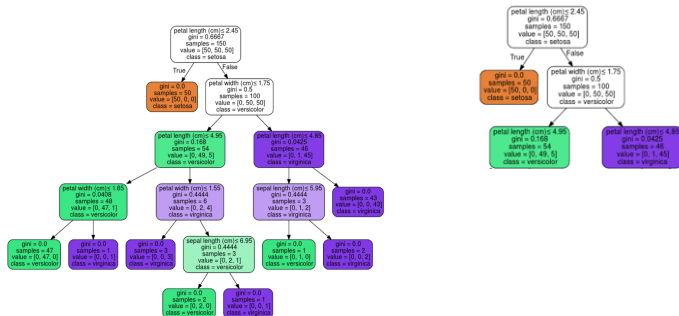 petal length (cm)≤ 2.45
gini = 0.6667
samples = 150
value = [50, 50, 50]
class = setosa
True
False
gini = 0.0
samples = 50
value = [50, 0, 0]
class = setosa
petal width (cm)≤ 1.75
gini = 0.5
samples = 100
value = [0, 50, 50]
class = versicolor
petal length (cm)≤ 4.95
gini = 0.168
samples = 54
value = [0, 49, 5]
class = versicolor
petal length (cm)≤ 4.85
gini = 0.0425
samples = 46
value = [0, 1, 45]
class = virginica
petal width (cm)≤ 1.65
gini = 0.0408
samples = 48
value = [0, 47, 1]
class = versicolor
petal width (cm)≤ 1.55
gini = 0.4444
samples = 6
value = [0, 2, 4]
class = virginica
sepal length (cm)≤ 5.95
gini = 0.4444
samples = 3
value = [0, 1, 2]
class = virginica
gini = 0.0
samples = 43
value = [0, 0, 43]
class = virginica
gini = 0.0
samples = 47
value = [0, 47, 0]
class = versicolor
gini = 0.0
samples = 1
value = [0, 0, 1]
class = virginica
gini = 0.0
samples = 3
value = [0, 0, 3]
class = virginica
sepal length (cm)≤ 6.95
gini = 0.4444
samples = 3
value = [0, 2, 1]
class = versicolor
gini = 0.0
samples = 1
value = [0, 1, 0]
class = versicolor
gini = 0.0
samples = 2
value = [0, 0, 2]
class = virginica
gini = 0.0
samples = 2
value = [0, 2, 0]
class = versicolor
gini = 0.0
samples = 1
value = [0, 0, 1]
class = virginica
petal length (cm)≤ 2.45
gini = 0.6667
samples = 150
value = [50, 50, 50]
class = setosa
True
False
gini = 0.0
samples = 50
value = [50, 0, 0]
class = setosa
petal width (cm)≤ 1.75
gini = 0.5
samples = 100
value = [0, 50, 50]
class = versicolor
petal length (cm)≤ 4.95
gini = 0.168
samples = 54
value = [0, 49, 5]
class = versicolor
petal length (cm)≤ 4.85
gini = 0.0425
samples = 46
value = [0, 1, 45]
class = virginica